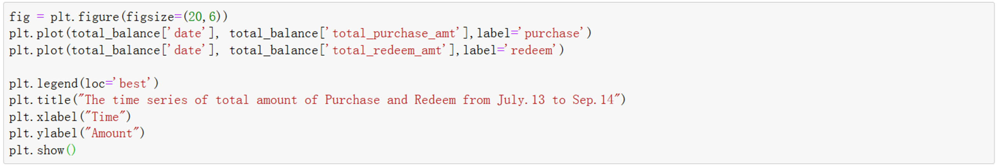 fig = plt.figure(figsize=(20,6))
plt.plot(total_balance['date'], total_balance['total_purchase_amt'],label='purchase')
plt.plot(total_balance['date'], total_balance['total_redeem_amt'],label='redeem')
plt.legend(loc='best')
plt.title("The time series of total amount of Purchase and Redeem from July.13 to Sep.14")
plt.xlabel("Time")
plt.ylabel("Amount")
plt.show()